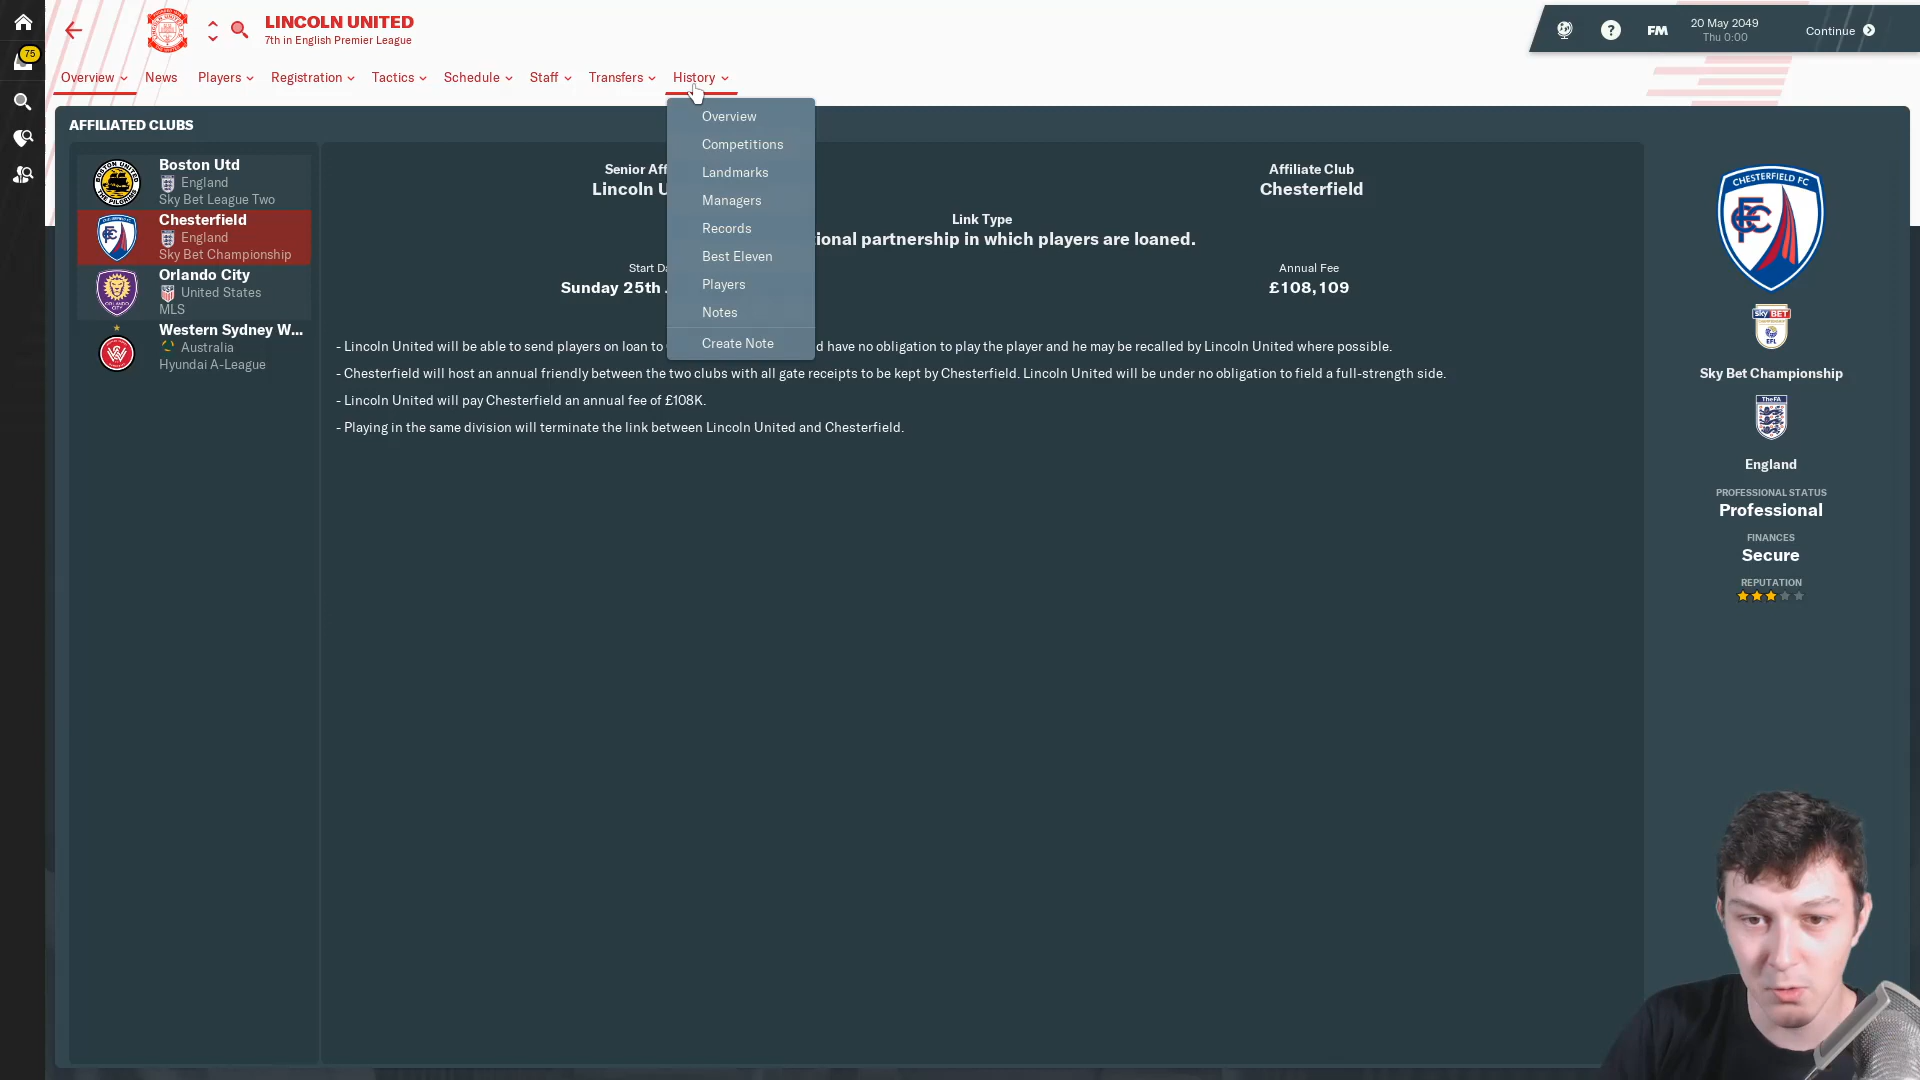 LINCOLN UNITED
7th in English Premier League
75
FM
20 May 2049
Thu 0:00
Continue
Overview
News
Players
Registration
Tactics
Schedule
Staff
Transfers
History
Overview
Competitions
Landmarks
Managers
Records
Best Eleven
Players
Notes
Create Note
AFFILIATED CLUBS
Boston Utd
England
Sky Bet League Two
Chesterfield
England
Sky Bet Championship
Orlando City
United States
MLS
Western Sydney W...
Australia
Hyundai A-League
Senior Aff
Lincoln U
Affiliate Club
Chesterfield
Link Type
ional partnership in which players are loaned.
Start Da
Sunday 25th
Annual Fee
£108,109
- Lincoln United will be able to send players on loan to d have no obligation to play the player and he may be recalled by Lincoln United where possible.
- Chesterfield will host an annual friendly between the two clubs with all gate receipts to be kept by Chesterfield. Lincoln United will be under no obligation to field a full-strength side.
- Lincoln United will pay Chesterfield an annual fee of £108K.
- Playing in the same division will terminate the link between Lincoln United and Chesterfield.
CHESTERFIELD FC
sky BET
EFL
Sky Bet Championship
The FA
England
PROFESSIONAL STATUS
Professional
FINANCES
Secure
REPUTATION